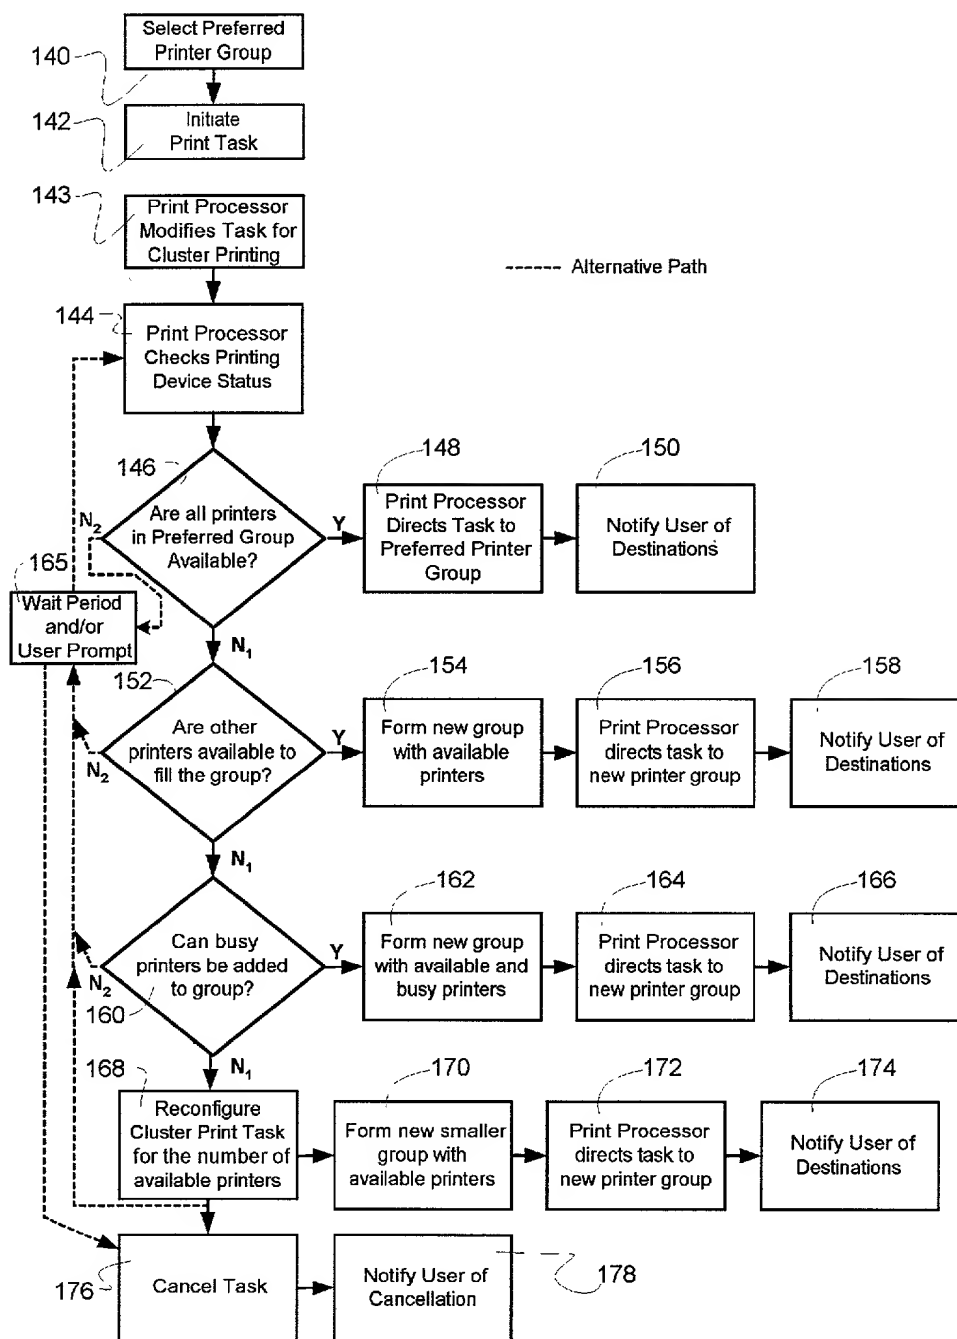 Select Preferred
Printer Group
140
142
Initiate
Print Task
143
Print Processor
Modifies Task for
Cluster Printing
Alternative Path
144
Print Processor
Checks Printing
Device Status
146
148
150
N2
Are all printers
in Preferred Group
Available?
Y
Print Processor
Directs Task to
Preferred Printer
Group
Notify User of
Destinations
165
Wait Period
and/or
User Prompt
N1
152
154
156
158
Are other
printers available to
fill the group?
N2
Y
Form new group
with available
printers
Print Processor
directs task to
new printer group
Notify User of
Destinations
N1
162
164
166
Can busy
printers be added
to group?
N2
160
Y
Form new group
with available and
busy printers
Print Processor
directs task to
new printer group
Notify User of
Destinations
N1
168
170
172
174
Reconfigure
Cluster Print Task
for the number of
available printers
Form new smaller
group with
available printers
Print Processor
directs task to
new printer group
Notify User of
Destinations
176
Cancel Task
Notify User of
Cancellation
178